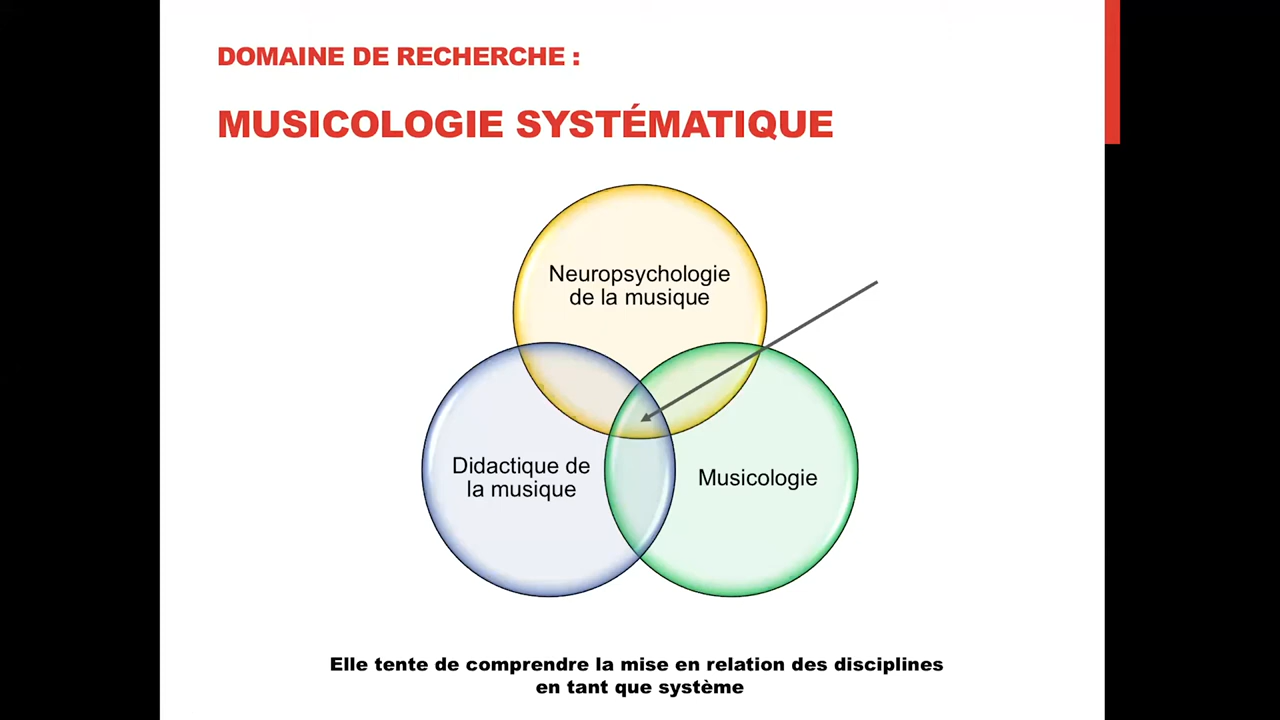 DOMAINE DE RECHERCHE :
MUSICOLOGIE SYSTÉMATIQUE
Neuropsychologie
de la musique
Didactique de
la musique
Musicologie
Elle tente de comprendre la mise en relation des disciplines
en tant que système